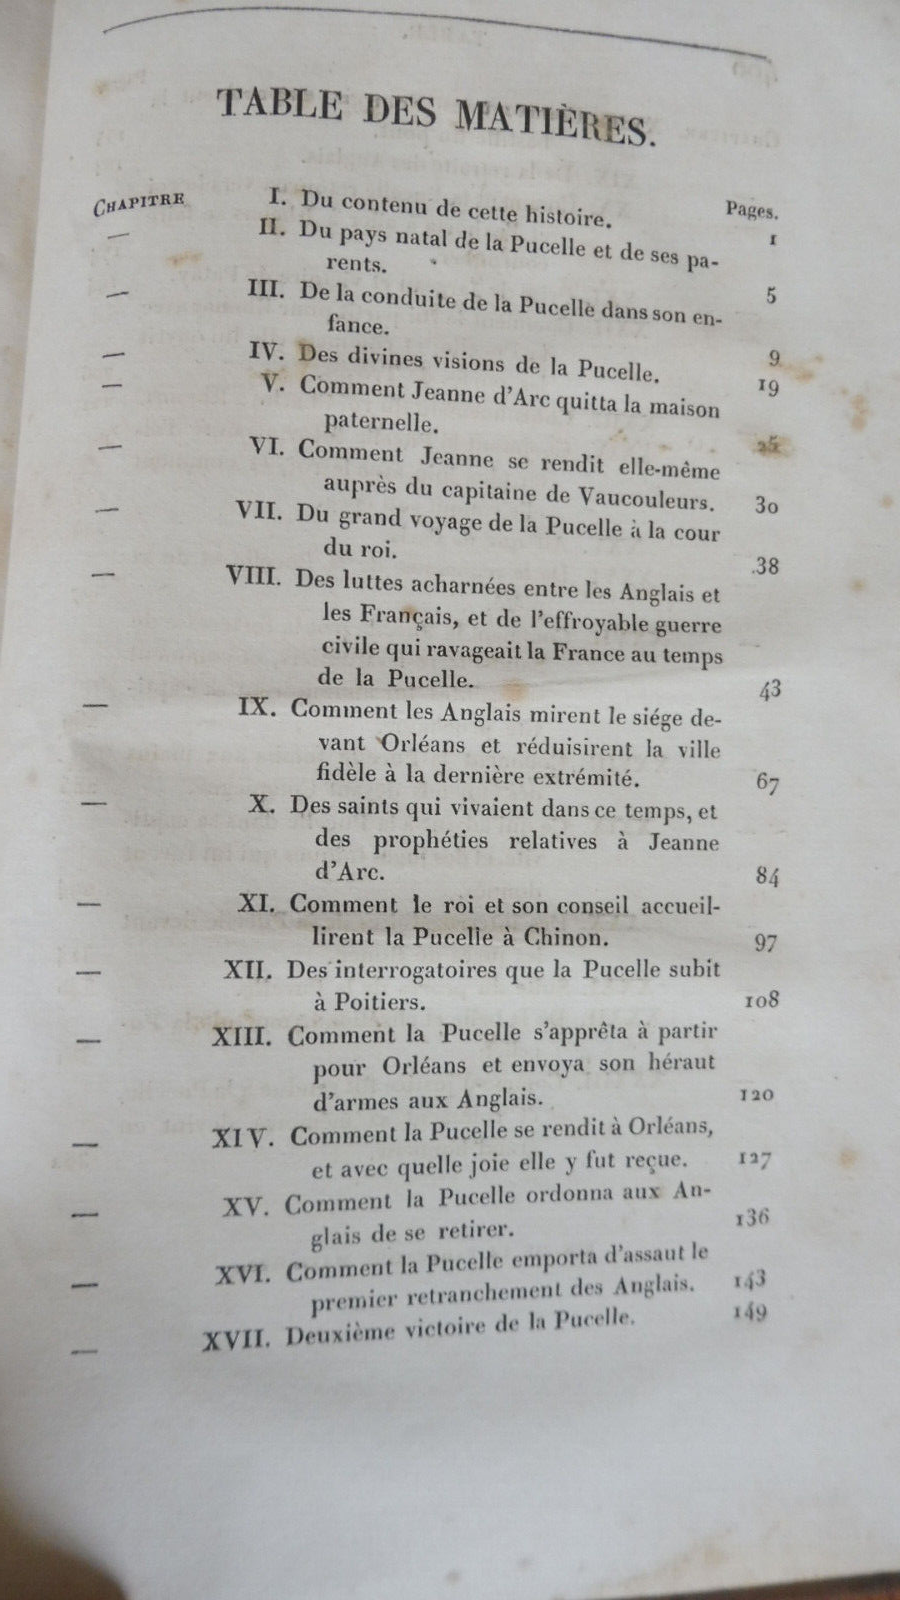 TABLE DES MATIÈRES.
Pages.
CHAPITRE I. Du contenu de cette histoire. 1
— II. Du pays natal de la Pucelle et de ses pa-
rents. 5
— III. De la conduite de la Pucelle dans son en-
fance. 9
— IV. Des divines visions de la Pucelle. 19
— V. Comment Jeanne d'Arc quitta la maison
paternelle. 25
— VI. Comment Jeanne se rendit elle-même
auprès du capitaine de Vaucouleurs. 30
— VII. Du grand voyage de la Pucelle à la cour
du roi. 38
— VIII. Des luttes acharnées entre les Anglais et
les Français, et de l'effroyable guerre
civile qui ravageait la France au temps
de la Pucelle. 43
— IX. Comment les Anglais mirent le siége de-
vant Orléans et réduisirent la ville
fidèle à la dernière extrémité. 67
— X. Des saints qui vivaient dans ce temps, et
des prophéties relatives à Jeanne
d'Arc. 84
— XI. Comment le roi et son conseil accueil-
lirent la Pucelle à Chinon. 97
— XII. Des interrogatoires que la Pucelle subit
à Poitiers. 108
— XIII. Comment la Pucelle s'apprêta à partir
pour Orléans et envoya son héraut
d'armes aux Anglais. 120
— XIV. Comment la Pucelle se rendit à Orléans,
et avec quelle joie elle y fut reçue. 127
— XV. Comment la Pucelle ordonna aux An-
glais de se retirer. 136
— XVI. Comment la Pucelle emporta d'assaut le
premier retranchement des Anglais. 143
— XVII. Deuxième victoire de la Pucelle. 149